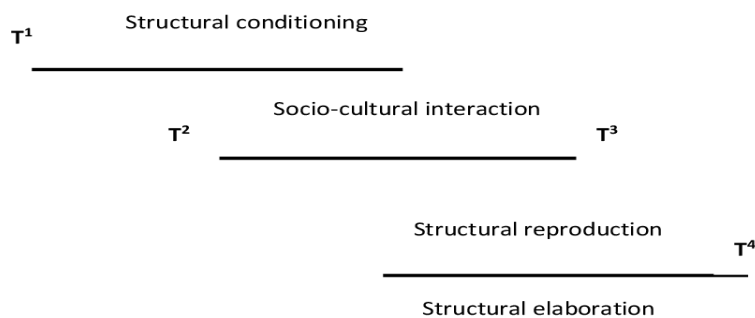 Structural conditioning
T¹
Socio-cultural interaction
T² T³
Structural reproduction
T⁴
Structural elaboration